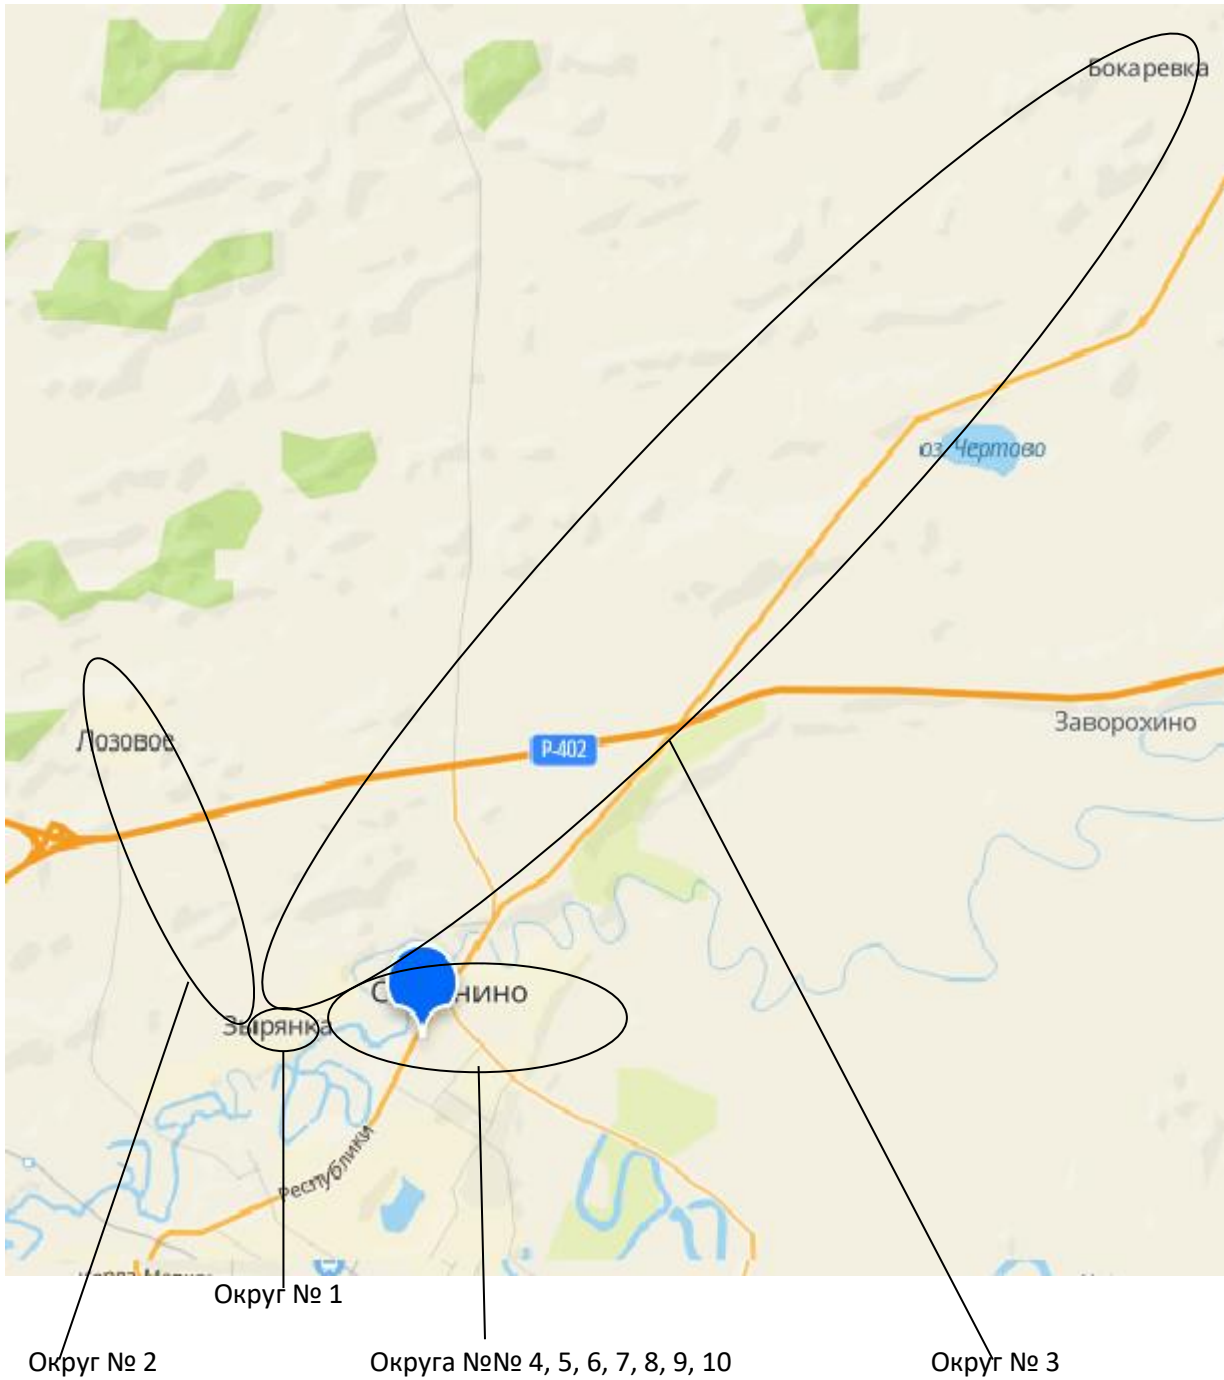 Бокаревка
оз. Чертово
Лозовое
Р-402
Заворохино
нино
Зырянка
Республики
Округ № 1
Округ № 2
Округа №№ 4, 5, 6, 7, 8, 9, 10
Округ № 3